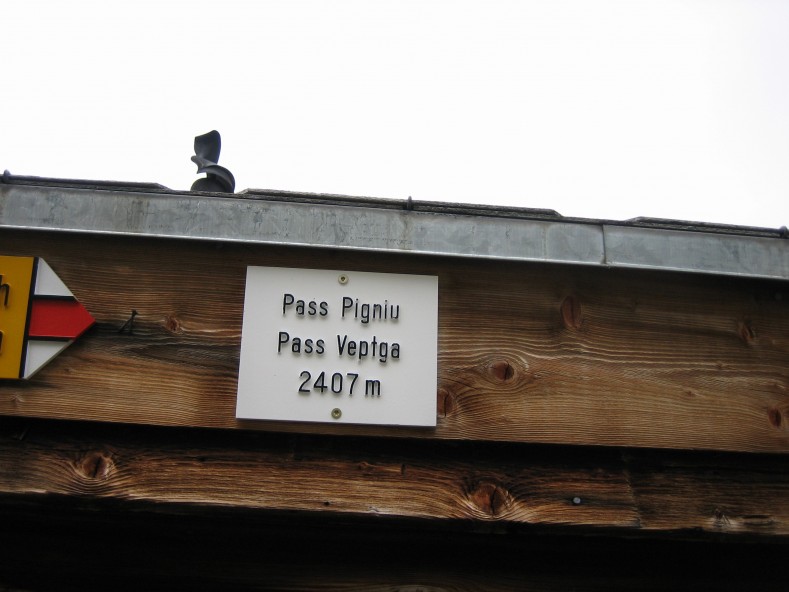 Pass Pigniu
Pass Veptga
2407 m
h